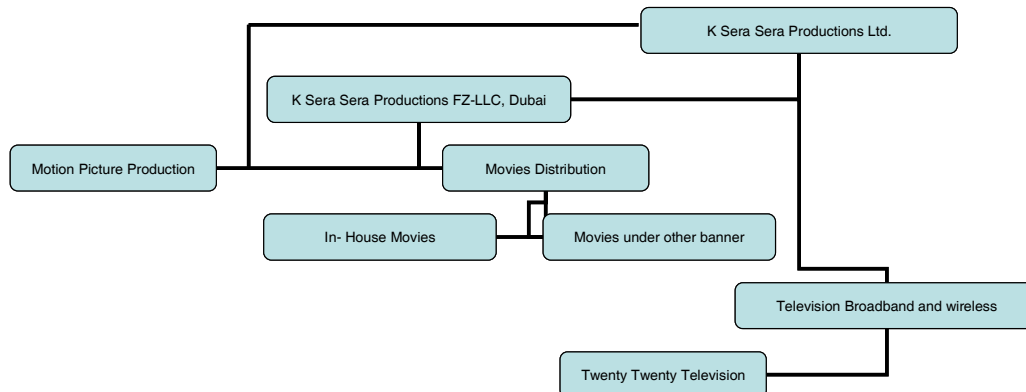 K Sera Sera Productions Ltd.
K Sera Sera Productions FZ-LLC, Dubai
Motion Picture Production
Movies Distribution
In- House Movies
Movies under other banner
Television Broadband and wireless
Twenty Twenty Television